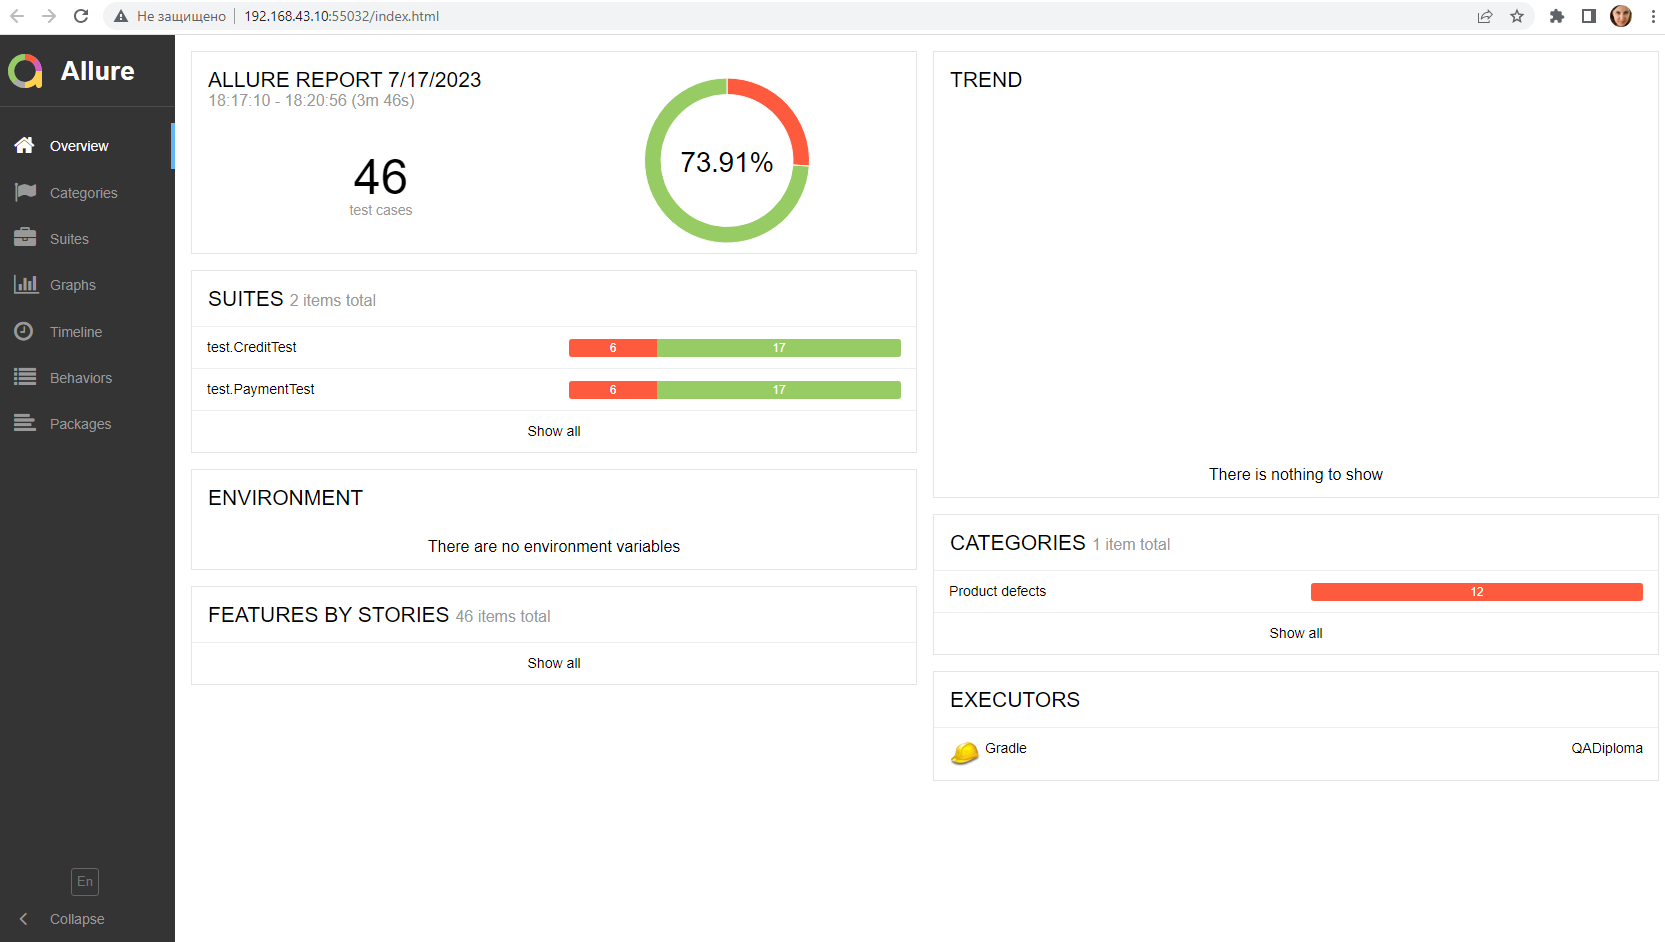 Не защищено
192.168.43.10:55032/index.html
Allure
Overview
Categories
Suites
Graphs
Timeline
Behaviors
Packages
En
Collapse
ALLURE REPORT 7/17/2023
18:17:10 - 18:20:56 (3m 46s)
46
test cases
73.91%
SUITES 2 items total
test.CreditTest 6 17
test.PaymentTest 6 17
Show all
ENVIRONMENT
There are no environment variables
FEATURES BY STORIES 46 items total
Show all
TREND
There is nothing to show
CATEGORIES 1 item total
Product defects 12
Show all
EXECUTORS
Gradle QADiploma